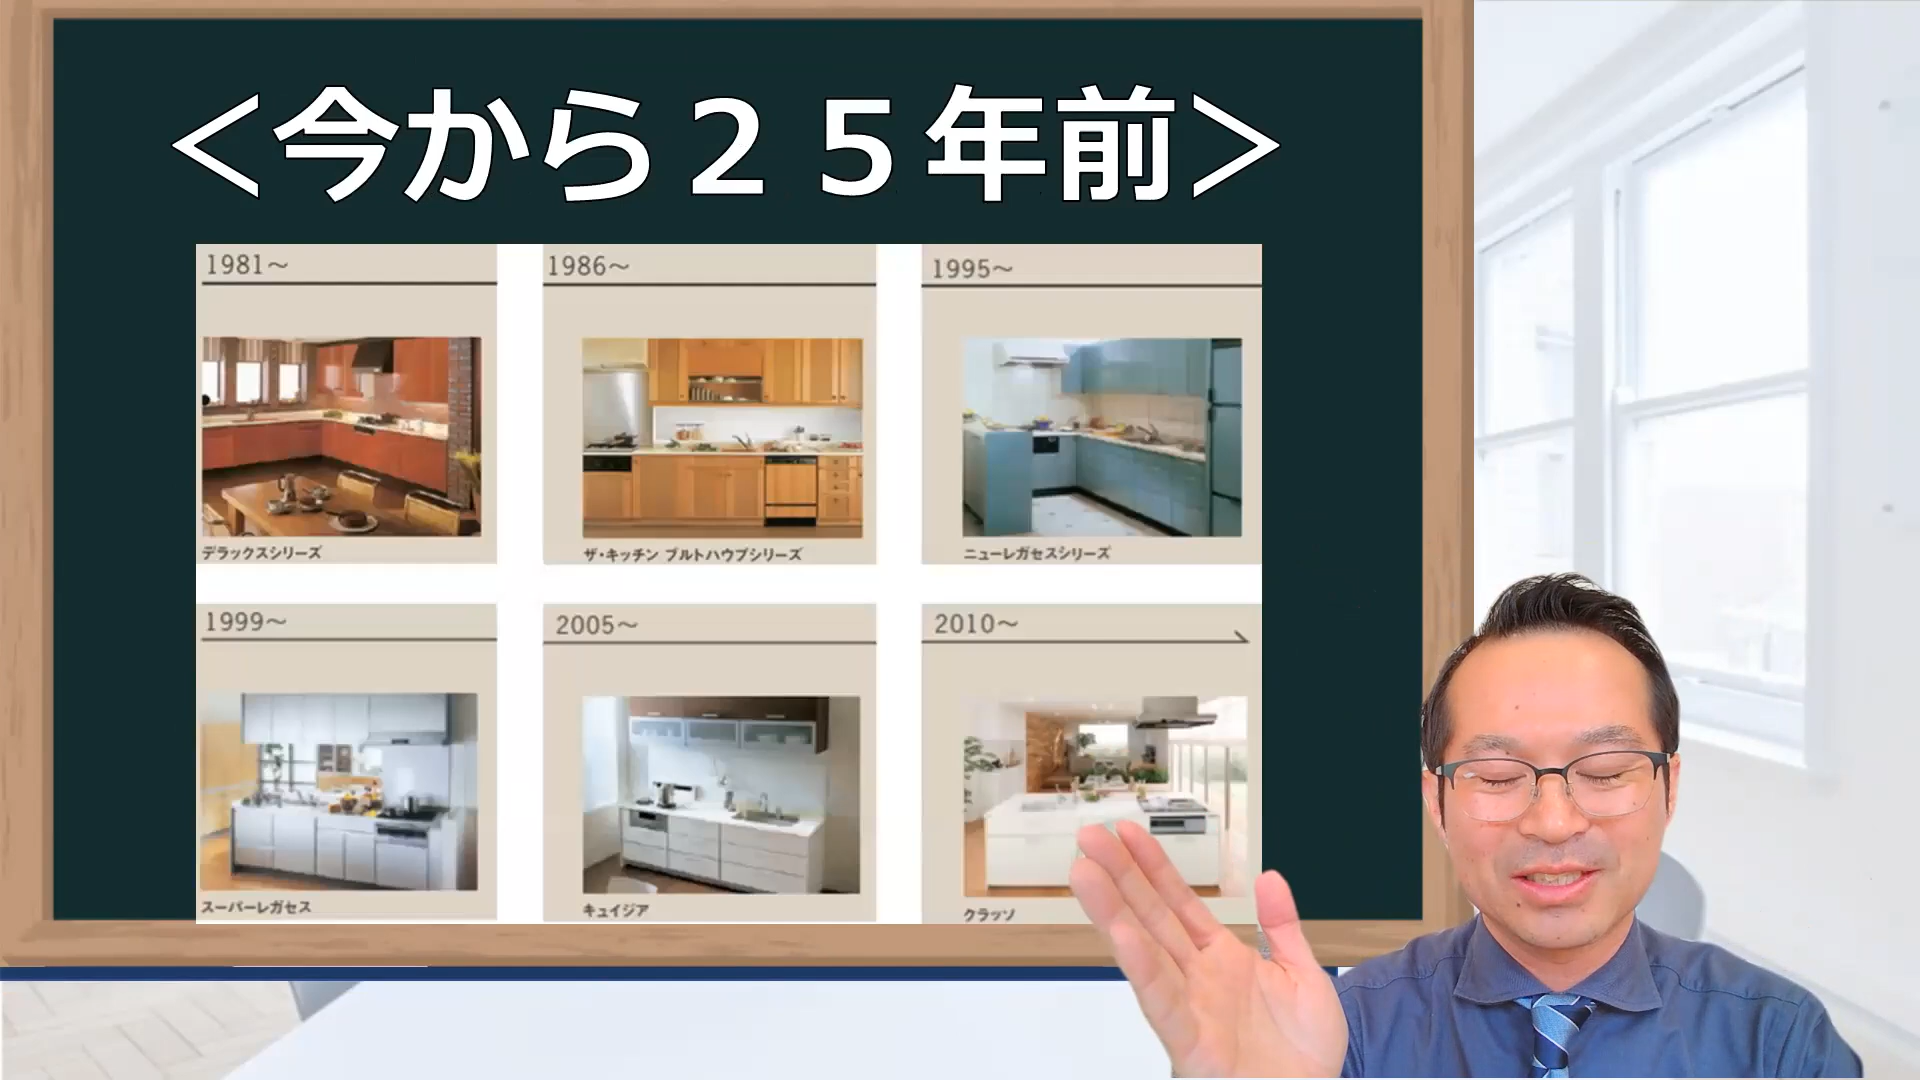 ＜今から２５年前＞
1981～
1986～
1995～
デラックスシリーズ
ザ・キッチン ブルトハウプシリーズ
ニューレガセスシリーズ
1999～
2005～
2010～
スーパーレガセス
キュイジア
クラッソ